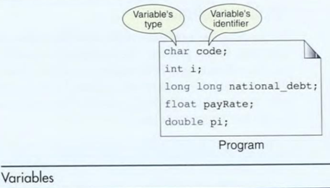 Variable's
type
Variable's
identifier
char code;
int i;
long long national_debt;
float payRate;
double pi;
Program
Variables